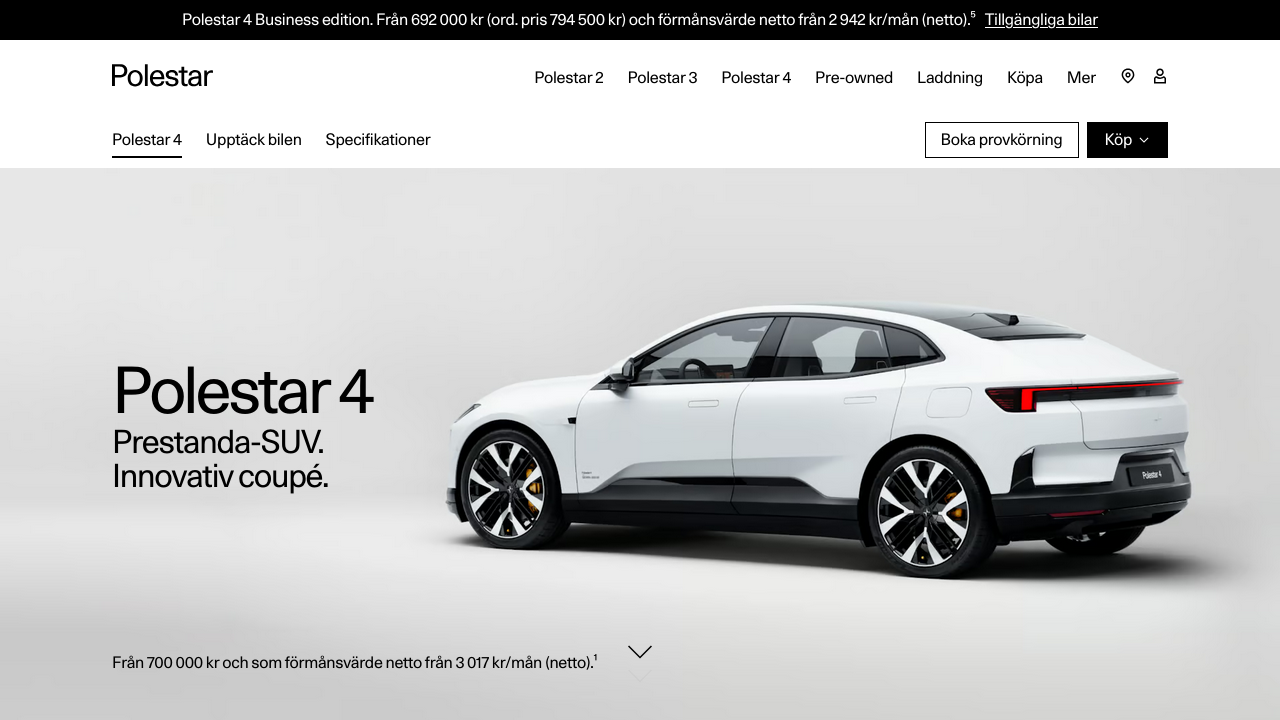 Polestar 4 Business edition. Från 692 000 kr (ord. pris 794 500 kr) och förmånsvärde netto från 2 942 kr/mån (netto).⁵ Tillgängliga bilar
Polestar
Polestar 2 Polestar 3 Polestar 4 Pre-owned Laddning Köpa Mer
Polestar 4 Upptäck bilen Specifikationer Boka provkörning Köp
Polestar 4
Prestanda-SUV.
Innovativ coupé.
Polestar 4
Från 700 000 kr och som förmånsvärde netto från 3 017 kr/mån (netto).¹